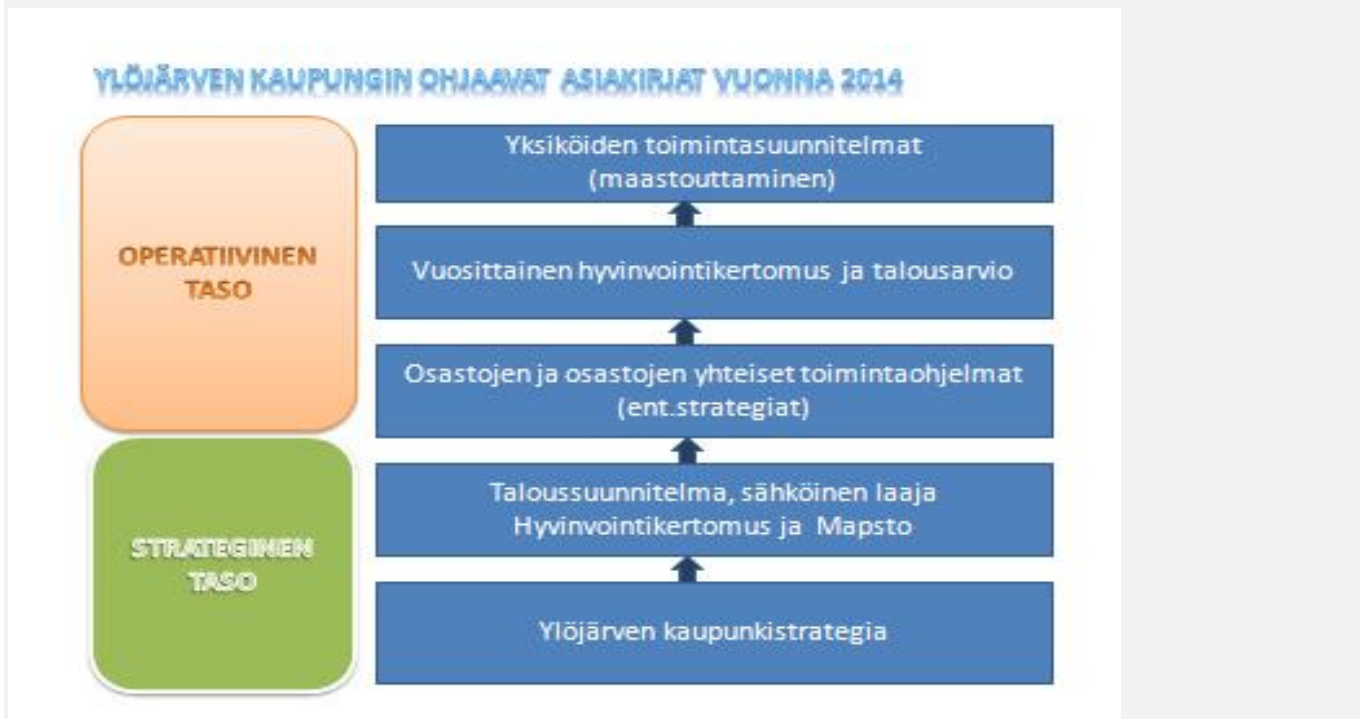 YLÖJÄRVEN KAUPUNGIN OHJAAVAT ASIAKIRJAT VUONNA 2014
OPERATIIVINEN
TASO
Yksiköiden toimintasuunnitelmat
(maastouttaminen)
Vuosittainen hyvinvointikertomus ja talousarvio
Osastojen ja osastojen yhteiset toimintaohjelmat
(ent.strategiat)
STRATEGINEN
TASO
Taloussuunnitelma, sähköinen laaja
Hyvinvointikertomus ja Mapsto
Ylöjärven kaupunkistrategia